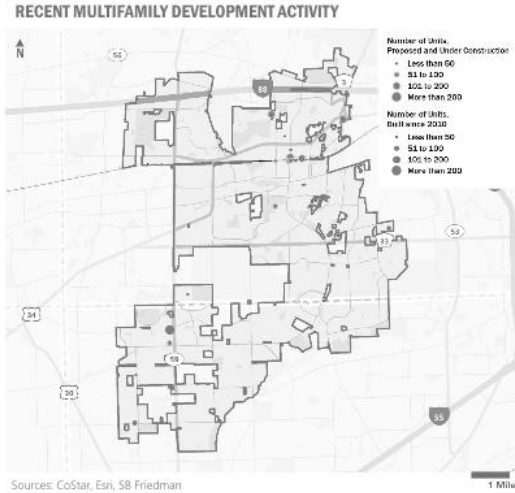 RECENT MULTIFAMILY DEVELOPMENT ACTIVITY
N
Number of Units,
Proposed and Under Construction
Less than 50
51 to 100
101 to 200
More than 200
Number of Units,
Built since 2010
Less than 50
51 to 100
101 to 200
More than 200
56
88
53
34
59
30
55
Sources: CoStar, Esri, SB Friedman
1 Mile